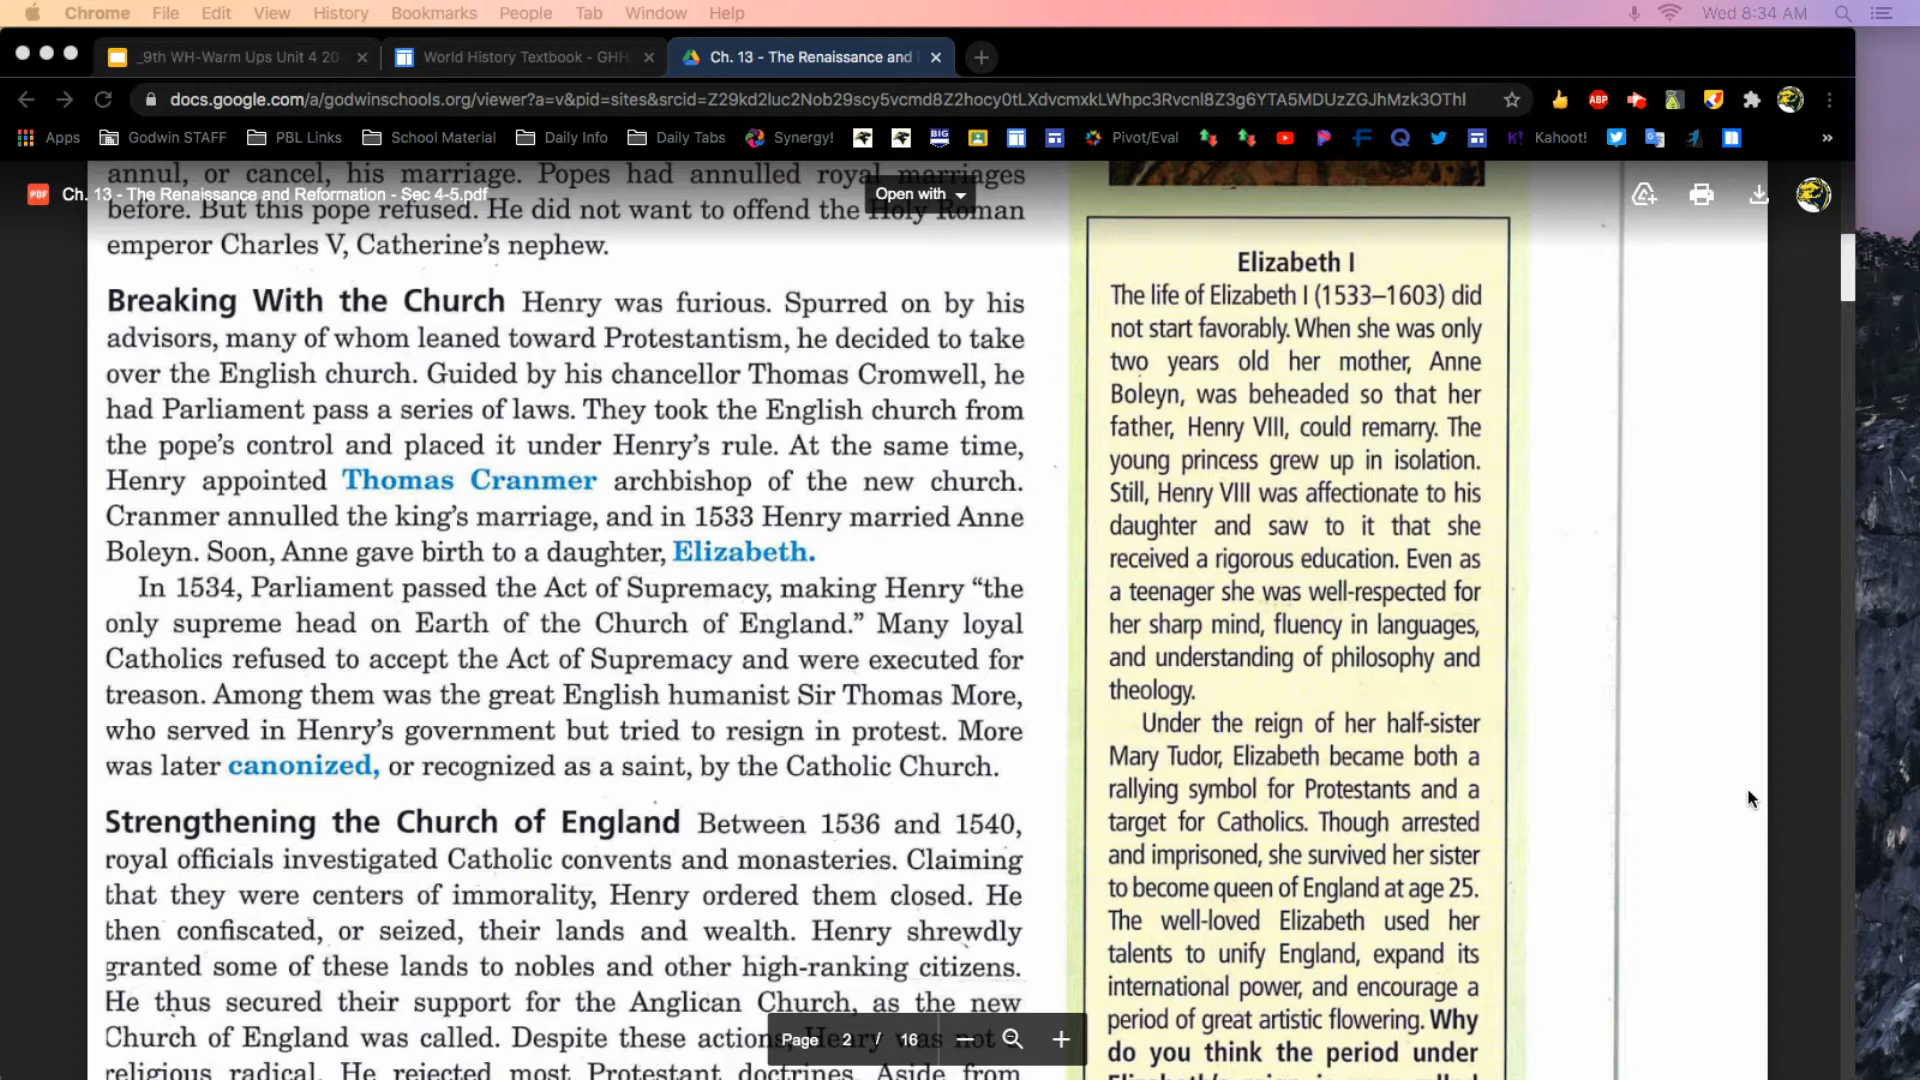 Chrome File Edit View History Bookmarks People Tab Window Help Wed 8:34 AM
_9th WH-Warm Ups Unit 4 20 World History Textbook - GHH Ch. 13 - The Renaissance and
docs.google.com/a/godwinschools.org/viewer?a=v&pid=sites&srcid=Z29kd2luc2Nob29scy5vcmd8Z2hocy0tLXdvcmxkLWhpc3Rvcnl8Z3g6YTA5MDUzZGJhMzk3OThl ABP
Apps Godwin STAFF PBL Links School Material Daily Info Daily Tabs Synergy! BIG Pivot/Eval Kahoot! »
annul, or cancel, his marriage. Popes had annulled royal marriages
PDF Ch. 13 - The Renaissance and Reformation - Sec 4-5.pdf Open with
before. But this pope refused. He did not want to offend the Holy Roman
emperor Charles V, Catherine's nephew.
Breaking With the Church Henry was furious. Spurred on by his
advisors, many of whom leaned toward Protestantism, he decided to take
over the English church. Guided by his chancellor Thomas Cromwell, he
had Parliament pass a series of laws. They took the English church from
the pope's control and placed it under Henry's rule. At the same time,
Henry appointed Thomas Cranmer archbishop of the new church.
Cranmer annulled the king's marriage, and in 1533 Henry married Anne
Boleyn. Soon, Anne gave birth to a daughter, Elizabeth.
In 1534, Parliament passed the Act of Supremacy, making Henry “the
only supreme head on Earth of the Church of England.” Many loyal
Catholics refused to accept the Act of Supremacy and were executed for
treason. Among them was the great English humanist Sir Thomas More,
who served in Henry's government but tried to resign in protest. More
was later canonized, or recognized as a saint, by the Catholic Church.
Strengthening the Church of England Between 1536 and 1540,
royal officials investigated Catholic convents and monasteries. Claiming
that they were centers of immorality, Henry ordered them closed. He
then confiscated, or seized, their lands and wealth. Henry shrewdly
granted some of these lands to nobles and other high-ranking citizens.
He thus secured their support for the Anglican Church, as the new
Church of England was called. Despite these actions, Henry was not a
religious radical. He rejected most Protestant doctrines. Aside from
Elizabeth I
The life of Elizabeth I (1533–1603) did
not start favorably. When she was only
two years old her mother, Anne
Boleyn, was beheaded so that her
father, Henry VIII, could remarry. The
young princess grew up in isolation.
Still, Henry VIII was affectionate to his
daughter and saw to it that she
received a rigorous education. Even as
a teenager she was well-respected for
her sharp mind, fluency in languages,
and understanding of philosophy and
theology.
Under the reign of her half-sister
Mary Tudor, Elizabeth became both a
rallying symbol for Protestants and a
target for Catholics. Though arrested
and imprisoned, she survived her sister
to become queen of England at age 25.
The well-loved Elizabeth used her
talents to unify England, expand its
international power, and encourage a
period of great artistic flowering. Why
do you think the period under
Page 2 / 16